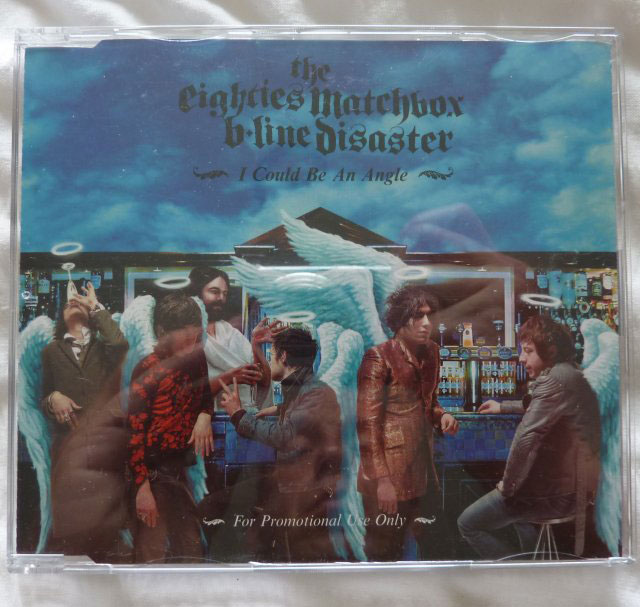 the
eighties matchbox
b·line disaster
I Could Be An Angle
For Promotional Use Only